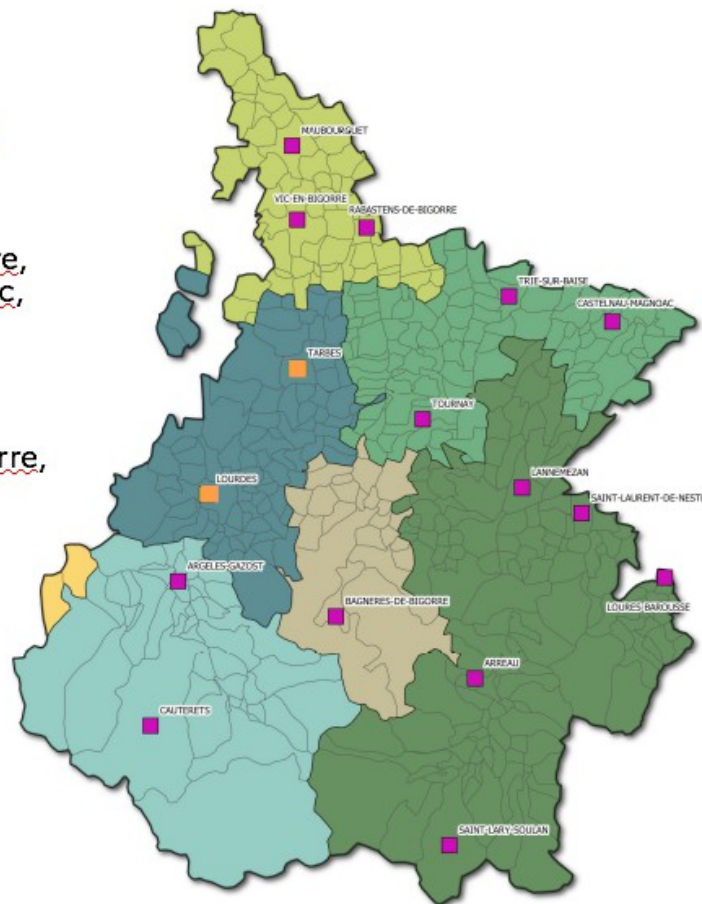 MAUBOURGUET
VIC-EN-BIGORRE
RABASTENS-DE-BIGORRE
re,
c,
TRIE-SUR-BAISE
CASTELNAU-MAGNOAC
TARBES
TOURNAY
rre,
LOURDES
LANNEMEZAN
SAINT-LAURENT-DE-NESTE
ARGELES-GAZOST
BAGNERES-DE-BIGORRE
LOURES-BAROUSSE
ARREAU
CAUTERETS
SAINT-LARY-SOULAN